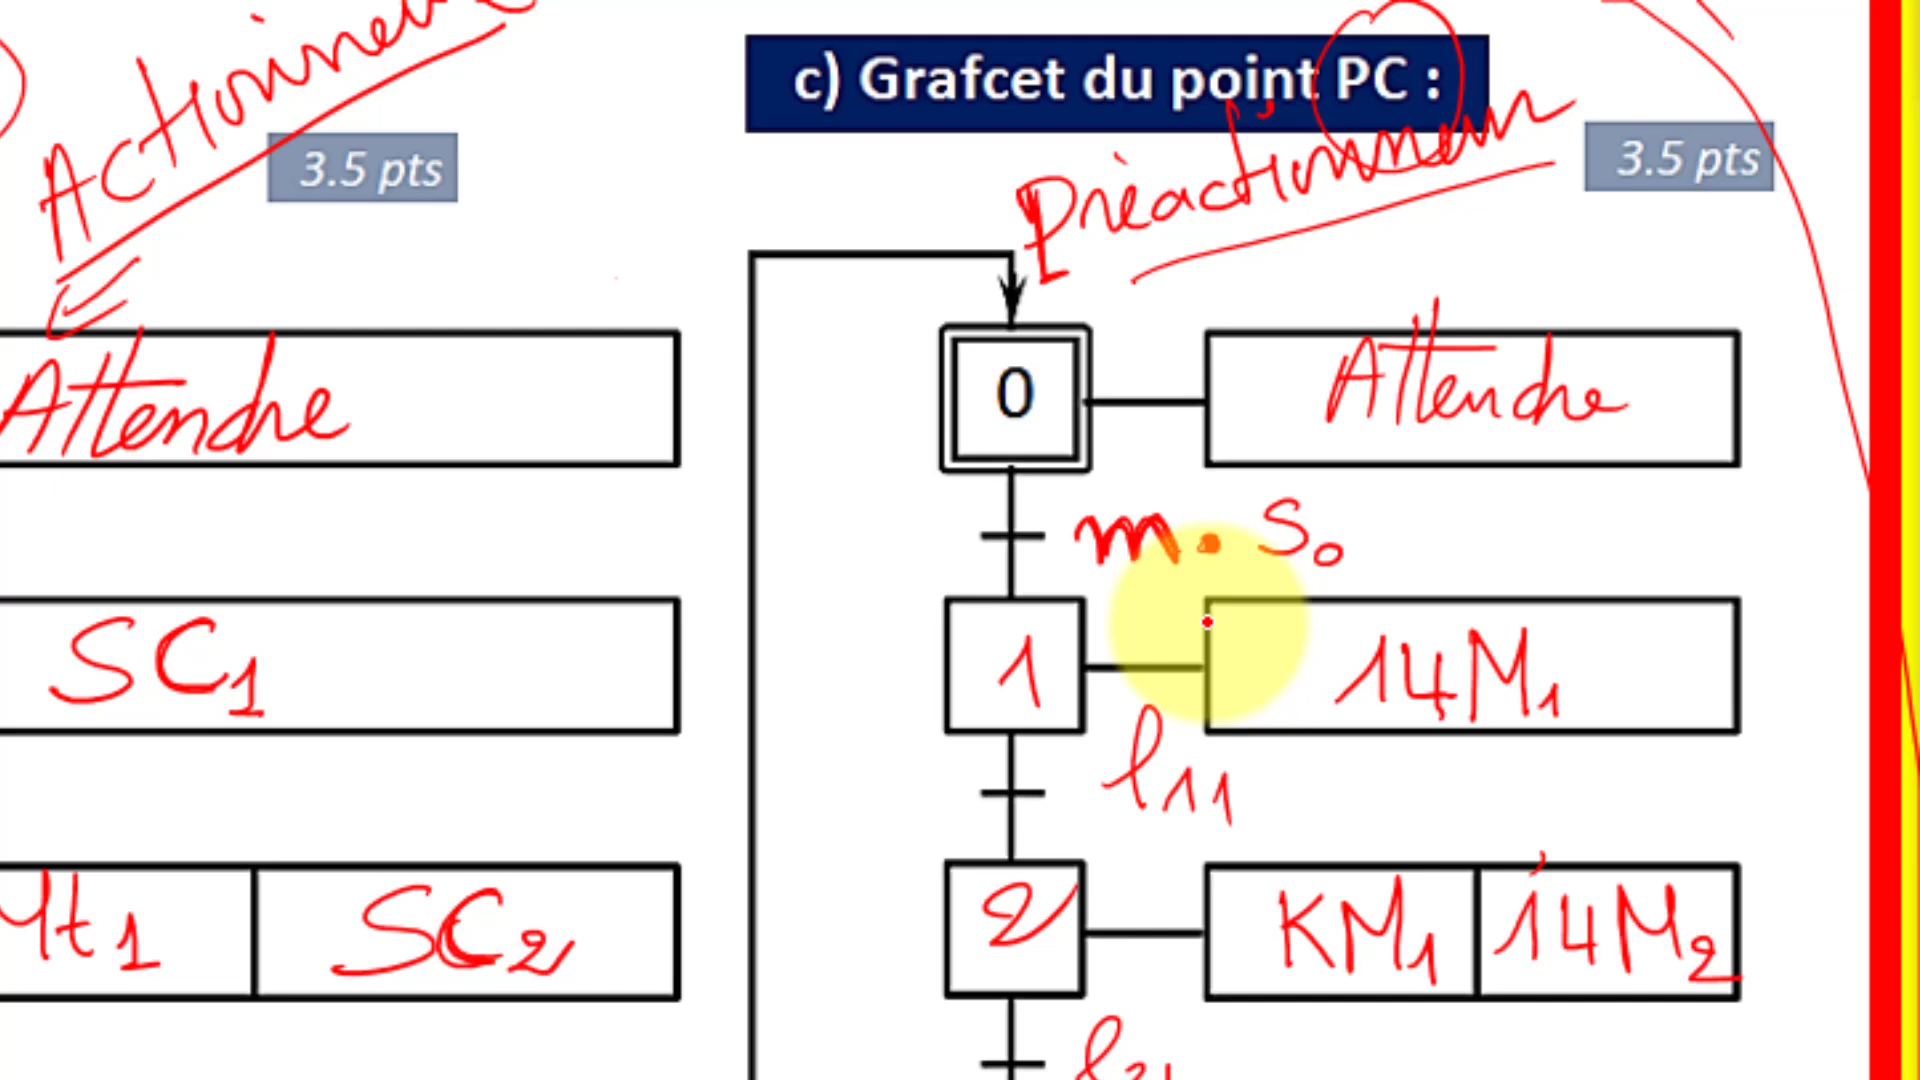 c) Grafcet du point PC :
3.5 pts
3.5 pts
Préactionneur
Attendre
0
Attendre
m . S0
SC1
1
14M1
l11
t1
SC2
2
KM1
14M2